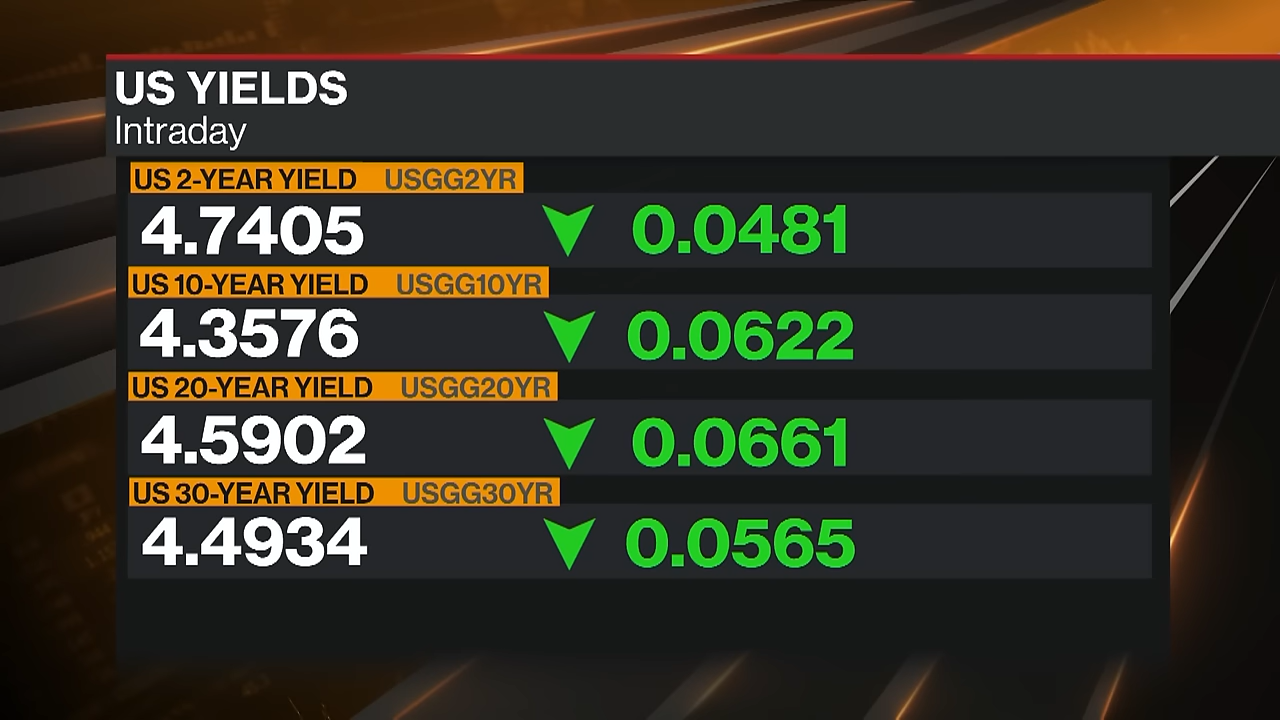 US YIELDS
Intraday
US 2-YEAR YIELD USGG2YR
4.7405 0.0481
US 10-YEAR YIELD USGG10YR
4.3576 0.0622
US 20-YEAR YIELD USGG20YR
4.5902 0.0661
US 30-YEAR YIELD USGG30YR
4.4934 0.0565